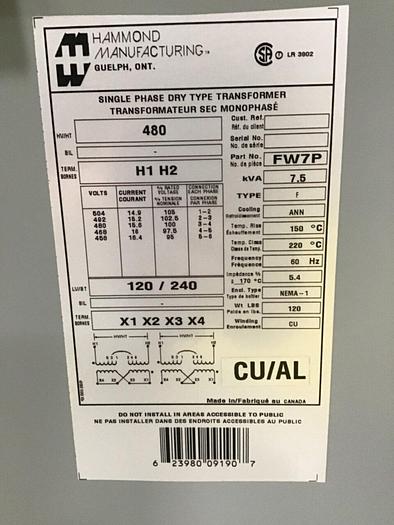 HAMMOND
MANUFACTURING™
GUELPH, ONT.
LR 3902
SINGLE PHASE DRY TYPE TRANSFORMER
TRANSFORMATEUR SEC MONOPHASÉ
HV/HT 480
BIL -
TERM. BORNES H1 H2
VOLTS CURRENT COURANT % RATED VOLTAGE % TENSION NOMINALE CONNECTION EACH PHASE CONNEXION PAR PHASE
504 14.9 105 1-2
492 15.2 102.5 2-3
480 15.6 100 3-4
468 16 97.5 4-5
456 16.4 95 5-6
LV/BT 120 / 240
BIL -
TERM. BORNES X1 X2 X3 X4
HV/HT HV/HT
Cust. Ref.
Réf. du client
Serial No.
No. de série
Part No.
No. de pièce
FW7P
kVA 7.5
TYPE F
Cooling
Refroidissement
ANN
Temp. Rise
Échauffement
150 °C
Temp. Class
Classe de Temp.
220 °C
Frequency
Fréquence
60 Hz
Impédance %
± 170 °C
5.4
Encl. Type
Type de boîtier
NEMA-1
Wt LBS
Poids en lbs.
120
Winding
Enroulement
CU
CU/AL
Made in/Fabriqué au CANADA
DO NOT INSTALL IN AREAS ACCESSIBLE TO PUBLIC
NE PAS INSTALLER DANS DES ENDROITS ACCESSIBLES AU PUBLIC
6 23980 09190 7